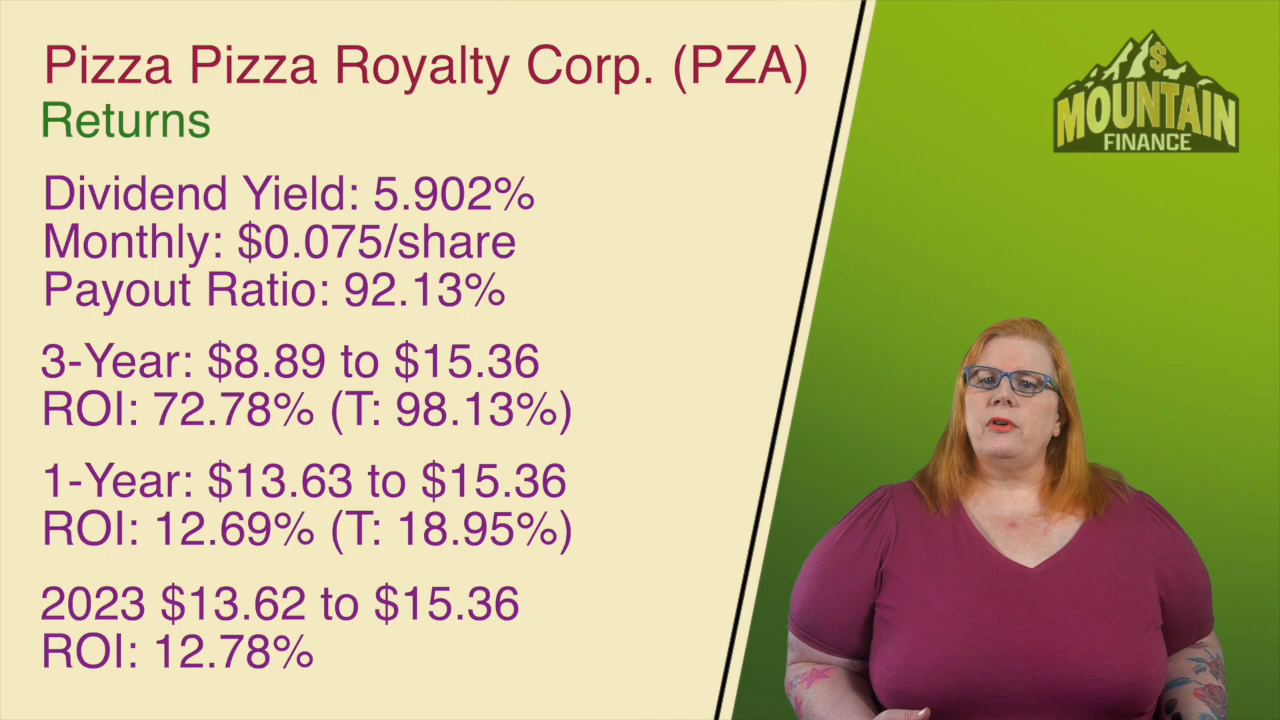 Pizza Pizza Royalty Corp. (PZA)
Returns
Dividend Yield: 5.902%
Monthly: $0.075/share
Payout Ratio: 92.13%
3-Year: $8.89 to $15.36
ROI: 72.78% (T: 98.13%)
1-Year: $13.63 to $15.36
ROI: 12.69% (T: 18.95%)
2023 $13.62 to $15.36
ROI: 12.78%
$
MOUNTAIN
FINANCE